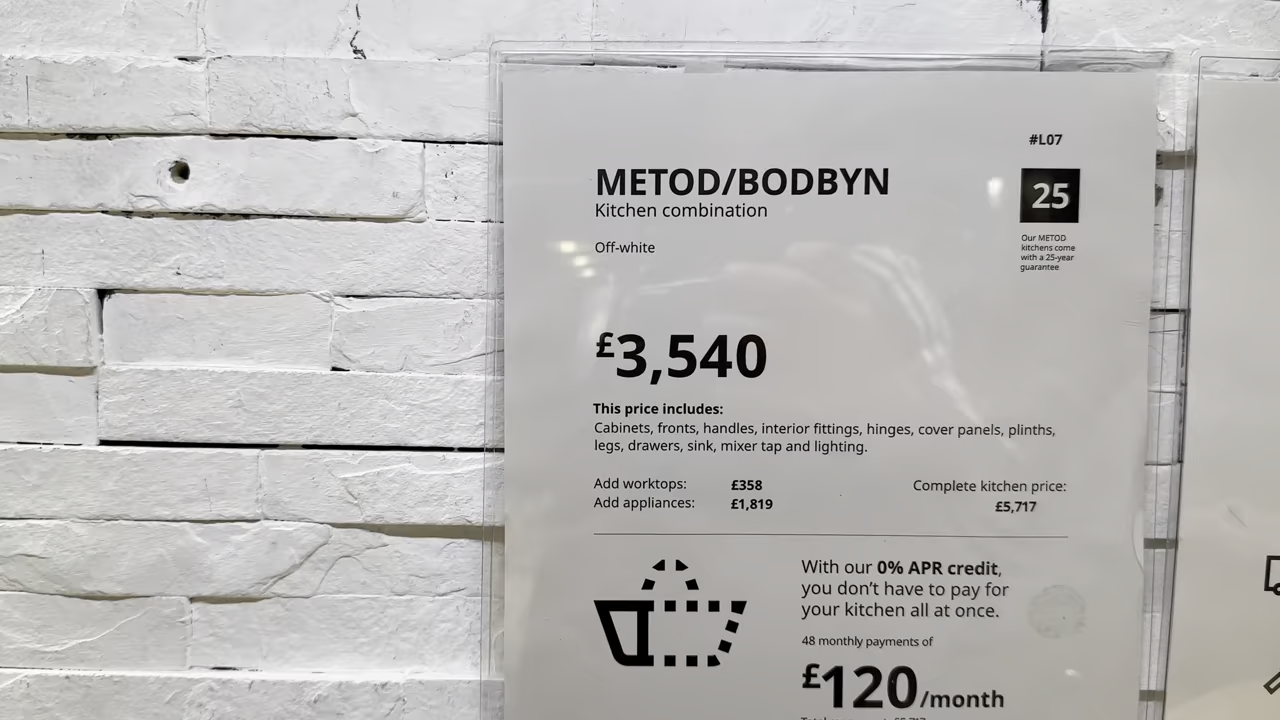 #L07
METOD/BODBYN
Kitchen combination
25
Off-white
Our METOD
kitchens come
with a 25-year
guarantee
£3,540
This price includes:
Cabinets, fronts, handles, interior fittings, hinges, cover panels, plinths,
legs, drawers, sink, mixer tap and lighting.
Add worktops: £358
Add appliances: £1,819
Complete kitchen price:
£5,717
With our 0% APR credit,
you don't have to pay for
your kitchen all at once.
48 monthly payments of
£120/month